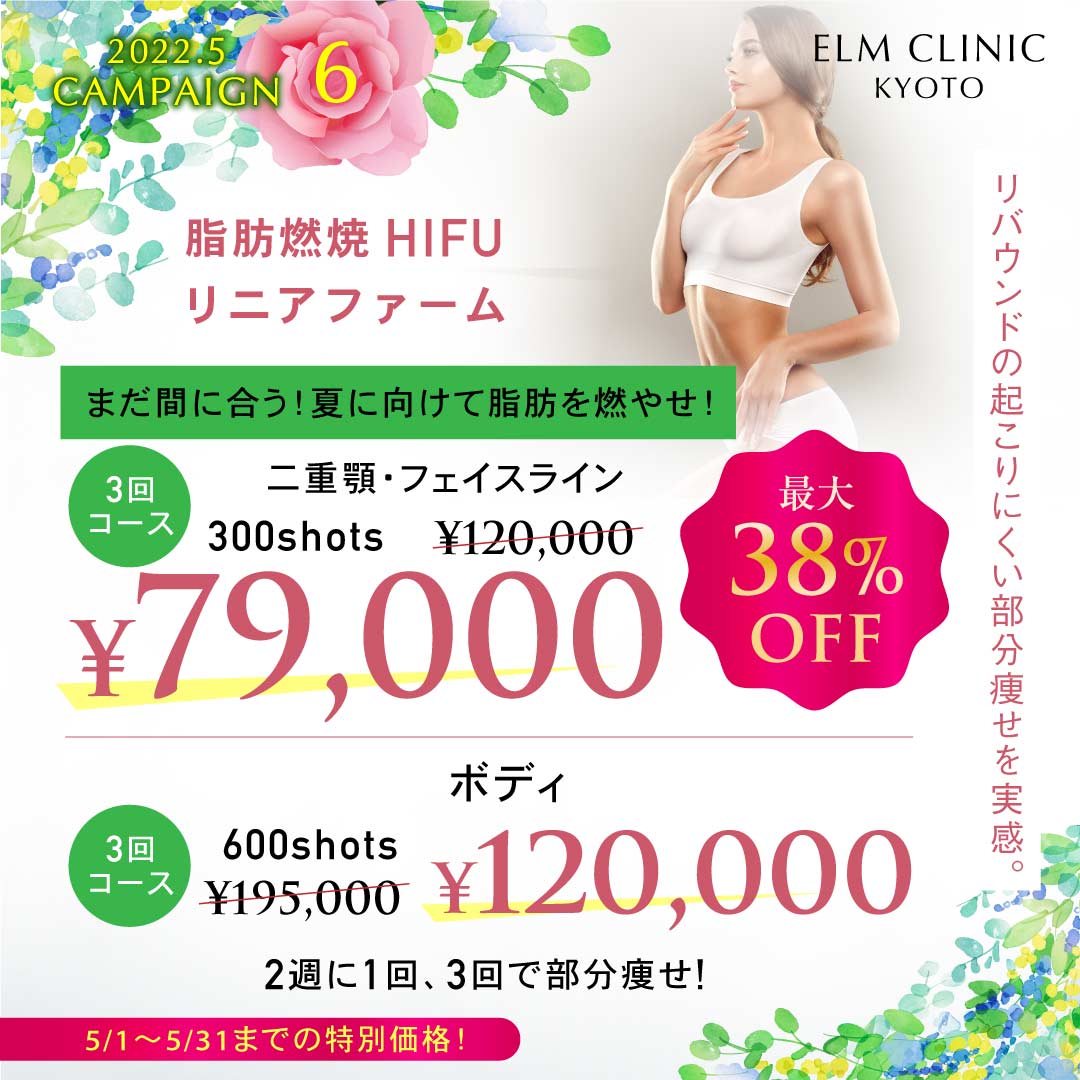 2022.5
CAMPAIGN 6
ELM CLINIC
KYOTO
脂肪燃焼 HIFU
リニアファーム
リバウンドの起こりにくい部分痩せを実感。
まだ間に合う！夏に向けて脂肪を燃やせ！
3回
コース
二重顎・フェイスライン
300shots ¥120,000
¥79,000
最大
38%
OFF
ボディ
3回
コース
600shots
¥195,000
¥120,000
2週に1回、3回で部分痩せ!
5/1～5/31までの特別価格！